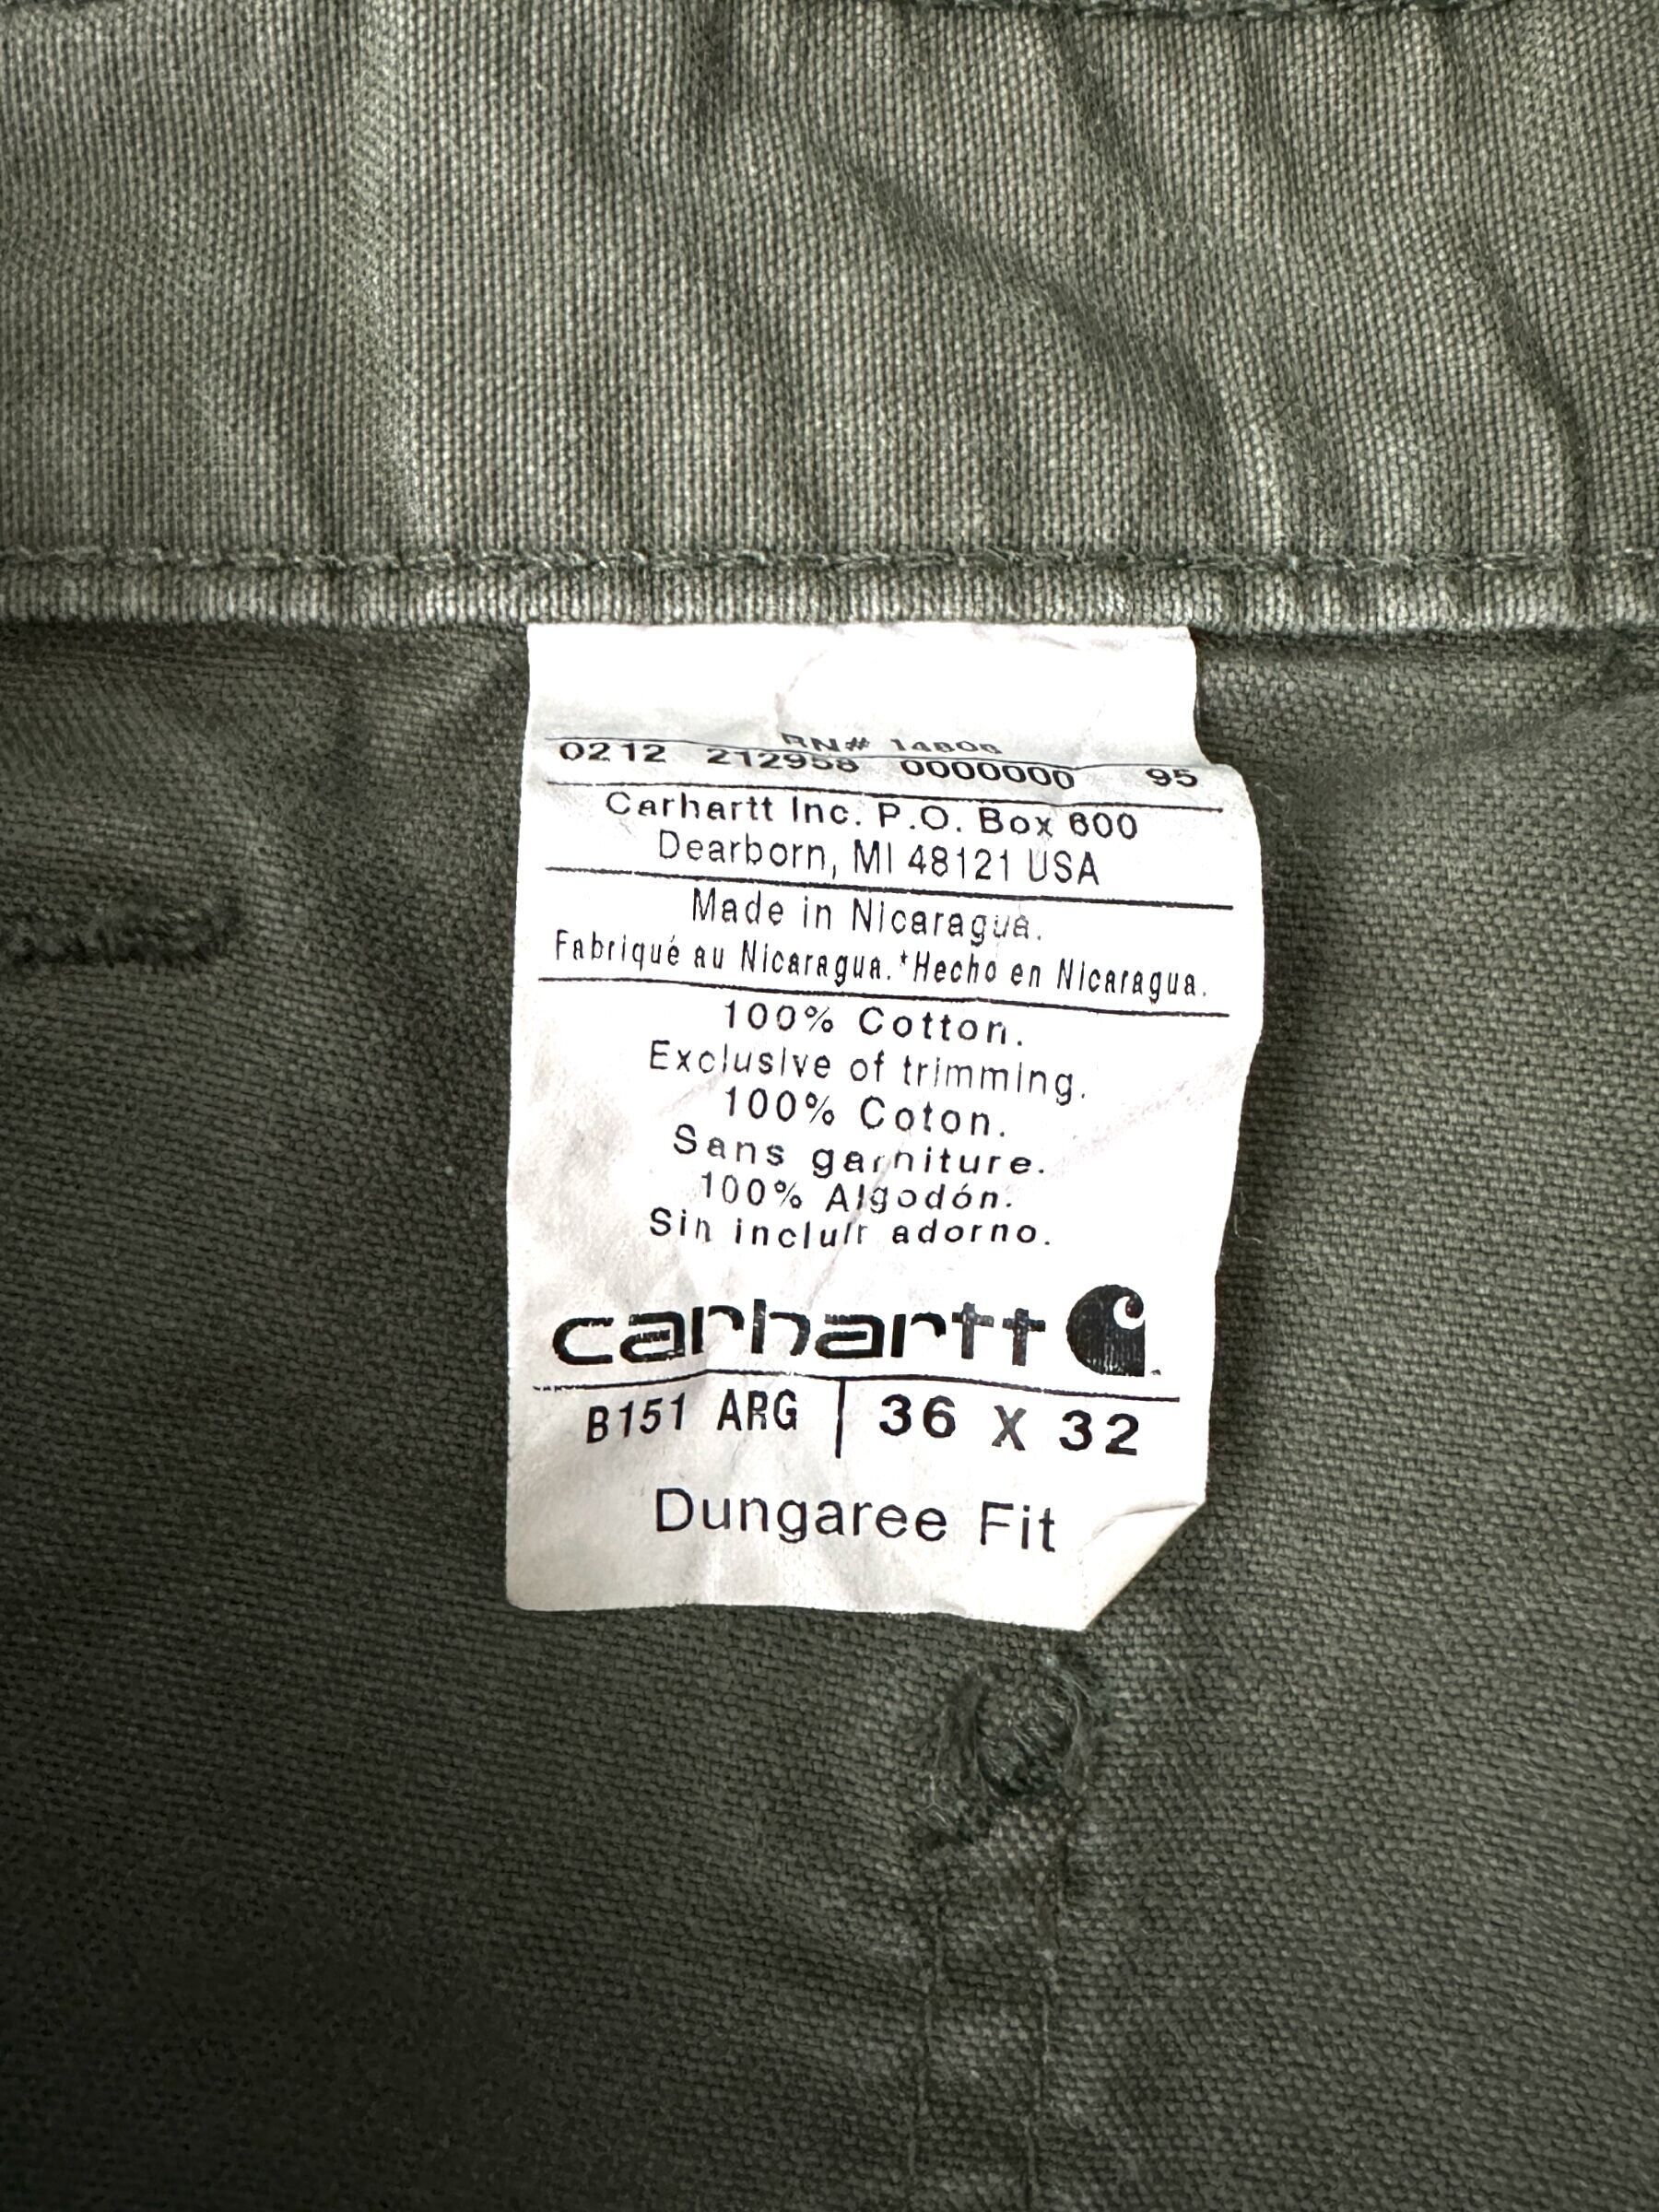 RN# 14806
0212 212958 0000000 95
Carhartt Inc. P.O. Box 600
Dearborn, MI 48121 USA
Made in Nicaragua.
Fabriqué au Nicaragua.*Hecho en Nicaragua.
100% Cotton.
Exclusive of trimming.
100% Coton.
Sans garniture.
100% Algodón.
Sin incluir adorno.
carhartt
B151 ARG | 36 X 32
Dungaree Fit